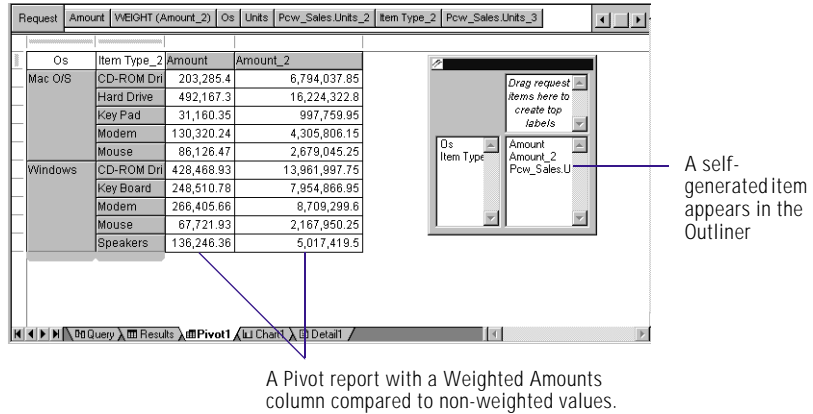 Request Amount WEIGHT (Amount_2) Os Units Pcw_Sales.Units_2 Item Type_2 Pcw_Sales.Units_3
Os Item Type_2 Amount Amount_2
Mac O/S CD-ROM Dri 203,285.4 6,794,037.85
Hard Drive 492,167.3 16,224,322.8
Key Pad 31,160.35 997,759.95
Modem 130,320.24 4,305,806.15
Mouse 86,126.47 2,679,045.25
Windows CD-ROM Dri 428,468.93 13,961,997.75
Key Board 248,510.78 7,954,866.95
Modem 266,405.66 8,709,299.6
Mouse 67,721.93 2,167,950.25
Speakers 136,246.36 5,017,419.5
Drag request
items here to
create top
labels
Os
Item Type
Amount
Amount_2
Pcw_Sales.U
A self-
generated item
appears in the
Outliner
Query Results Pivot1 Chart1 Detail1
A Pivot report with a Weighted Amounts
column compared to non-weighted values.